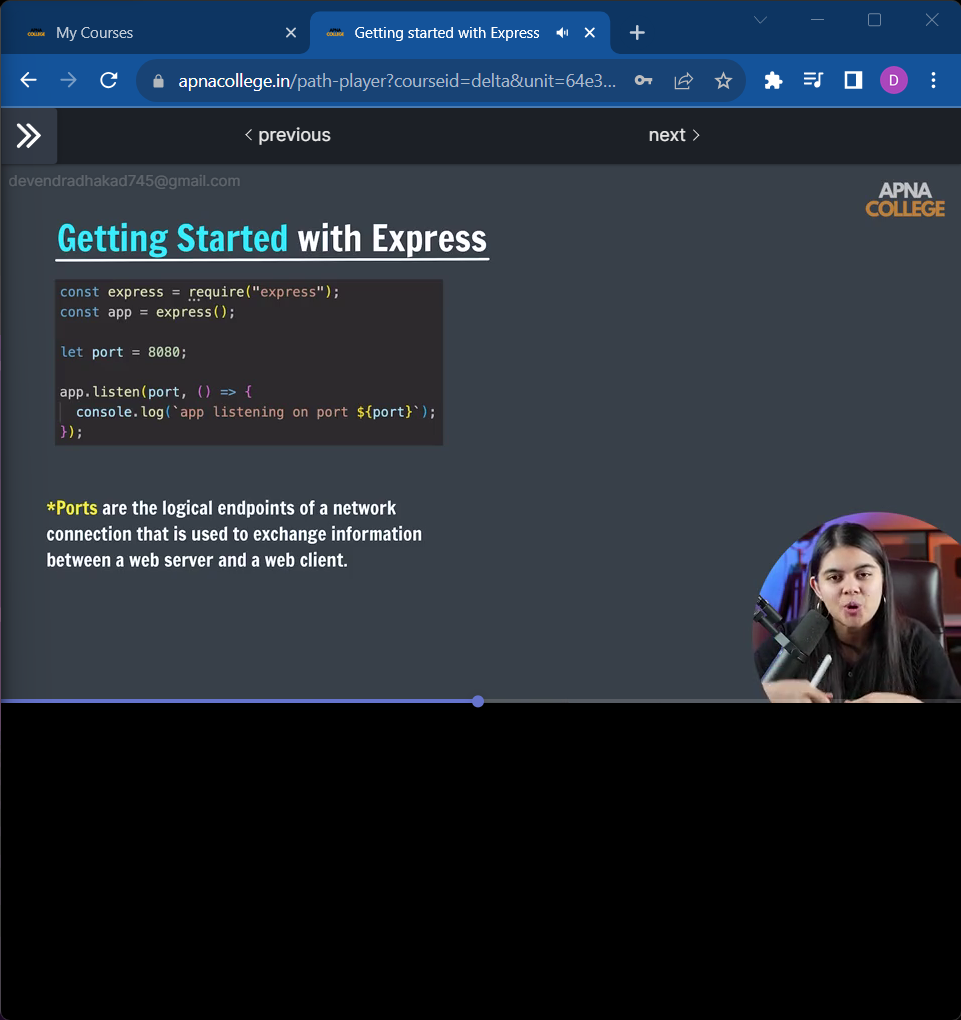 My Courses
Getting started with Express
apnacollege.in/path-player?courseid=delta&unit=64e3...
D
previous
next
devendradhakad745@gmail.com
APNA
COLLEGE
Getting Started with Express
const express = require("express");
const app = express();
let port = 8080;
app.listen(port, () => {
console.log(`app listening on port ${port}`);
});
*Ports are the logical endpoints of a network
connection that is used to exchange information
between a web server and a web client.